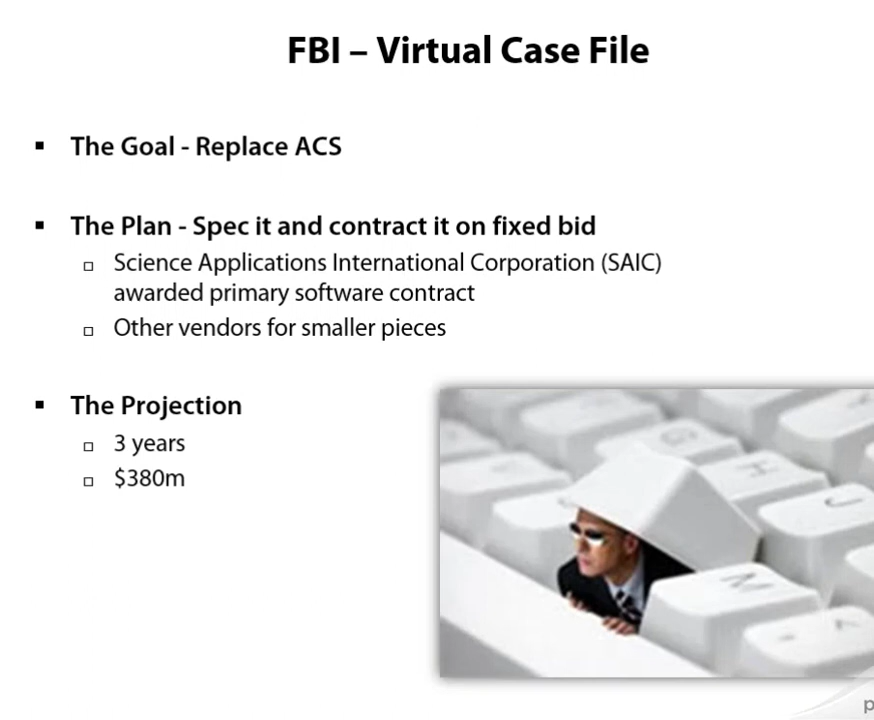 FBI – Virtual Case File
▪ The Goal - Replace ACS
▪ The Plan - Spec it and contract it on fixed bid
▫ Science Applications International Corporation (SAIC)
awarded primary software contract
▫ Other vendors for smaller pieces
▪ The Projection
▫ 3 years
▫ $380m
G
H
J
N
p